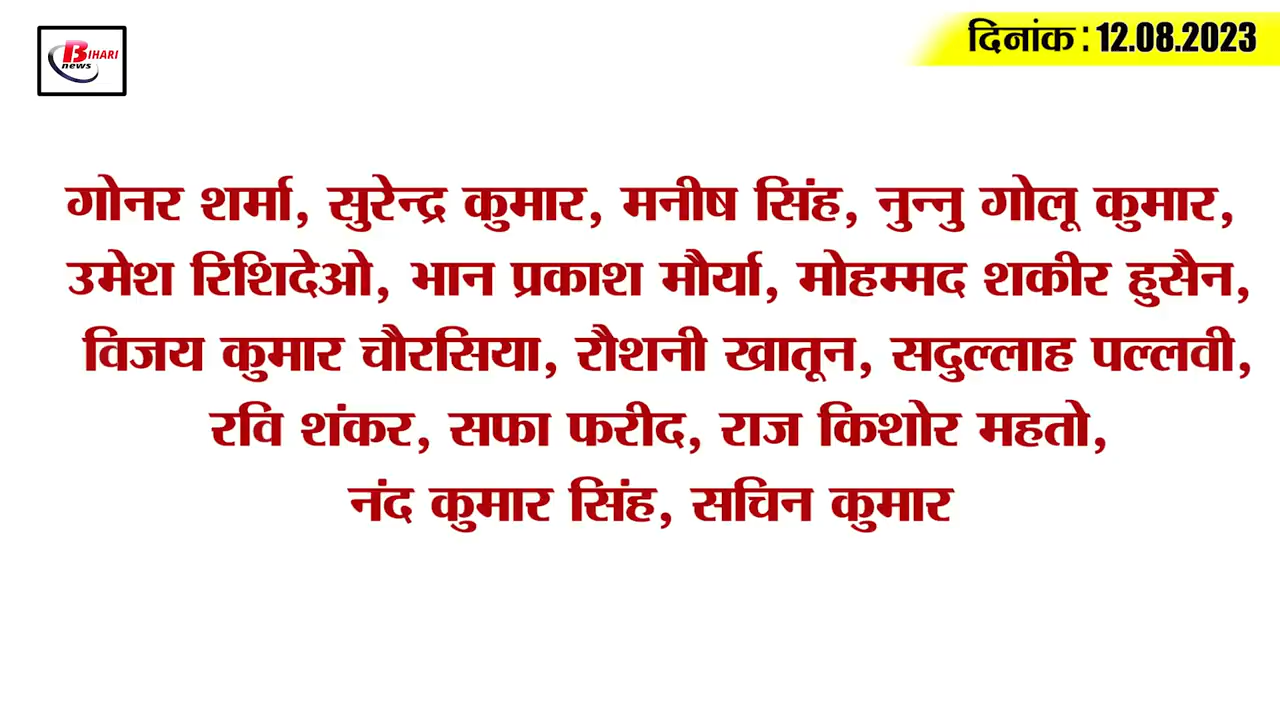 BIHARI
news
दिनांक : 12.08.2023
गोनर शर्मा, सुरेन्द्र कुमार, मनीष सिंह, नुन्नु गोलू कुमार,
उमेश रिशिदेओ, भान प्रकाश मौर्या, मोहम्मद शकीर हुसैन,
विजय कुमार चौरसिया, रौशनी खातून, सदुल्लाह पल्लवी,
रवि शंकर, सफा फरीद, राज किशोर महतो,
नंद कुमार सिंह, सचिन कुमार